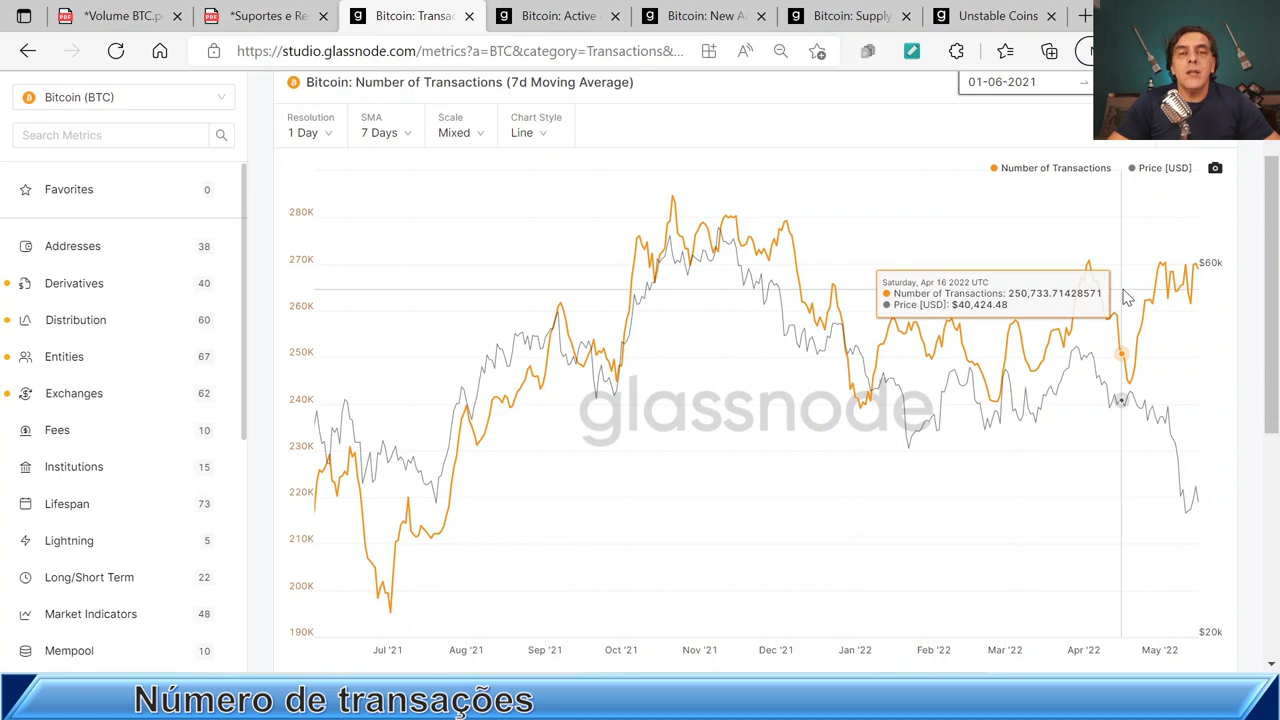 *Volume BTC.p
*Suportes e Re
Bitcoin: Transac
Bitcoin: Active
Bitcoin: New Ac
Bitcoin: Supply
Unstable Coins
https://studio.glassnode.com/metrics?a=BTC&category=Transactions&...
Bitcoin (BTC)
Search Metrics
Favorites 0
Addresses 38
Derivatives 40
Distribution 60
Entities 67
Exchanges 62
Fees 10
Institutions 15
Lifespan 73
Lightning 5
Long/Short Term 22
Market Indicators 48
Mempool 10
Bitcoin: Number of Transactions (7d Moving Average)
01-06-2021 →
Resolution SMA Scale Chart Style
1 Day 7 Days Mixed Line
Number of Transactions Price [USD]
280K
270K
260K
250K
240K
230K
220K
210K
200K
190K
$60k
$20k
Saturday, Apr 16 2022 UTC
Number of Transactions: 250,733.71428571
Price [USD]: $40,424.48
glassnode
Jul '21 Aug '21 Sep '21 Oct '21 Nov '21 Dec '21 Jan '22 Feb '22 Mar '22 Apr '22 May '22
Número de transações